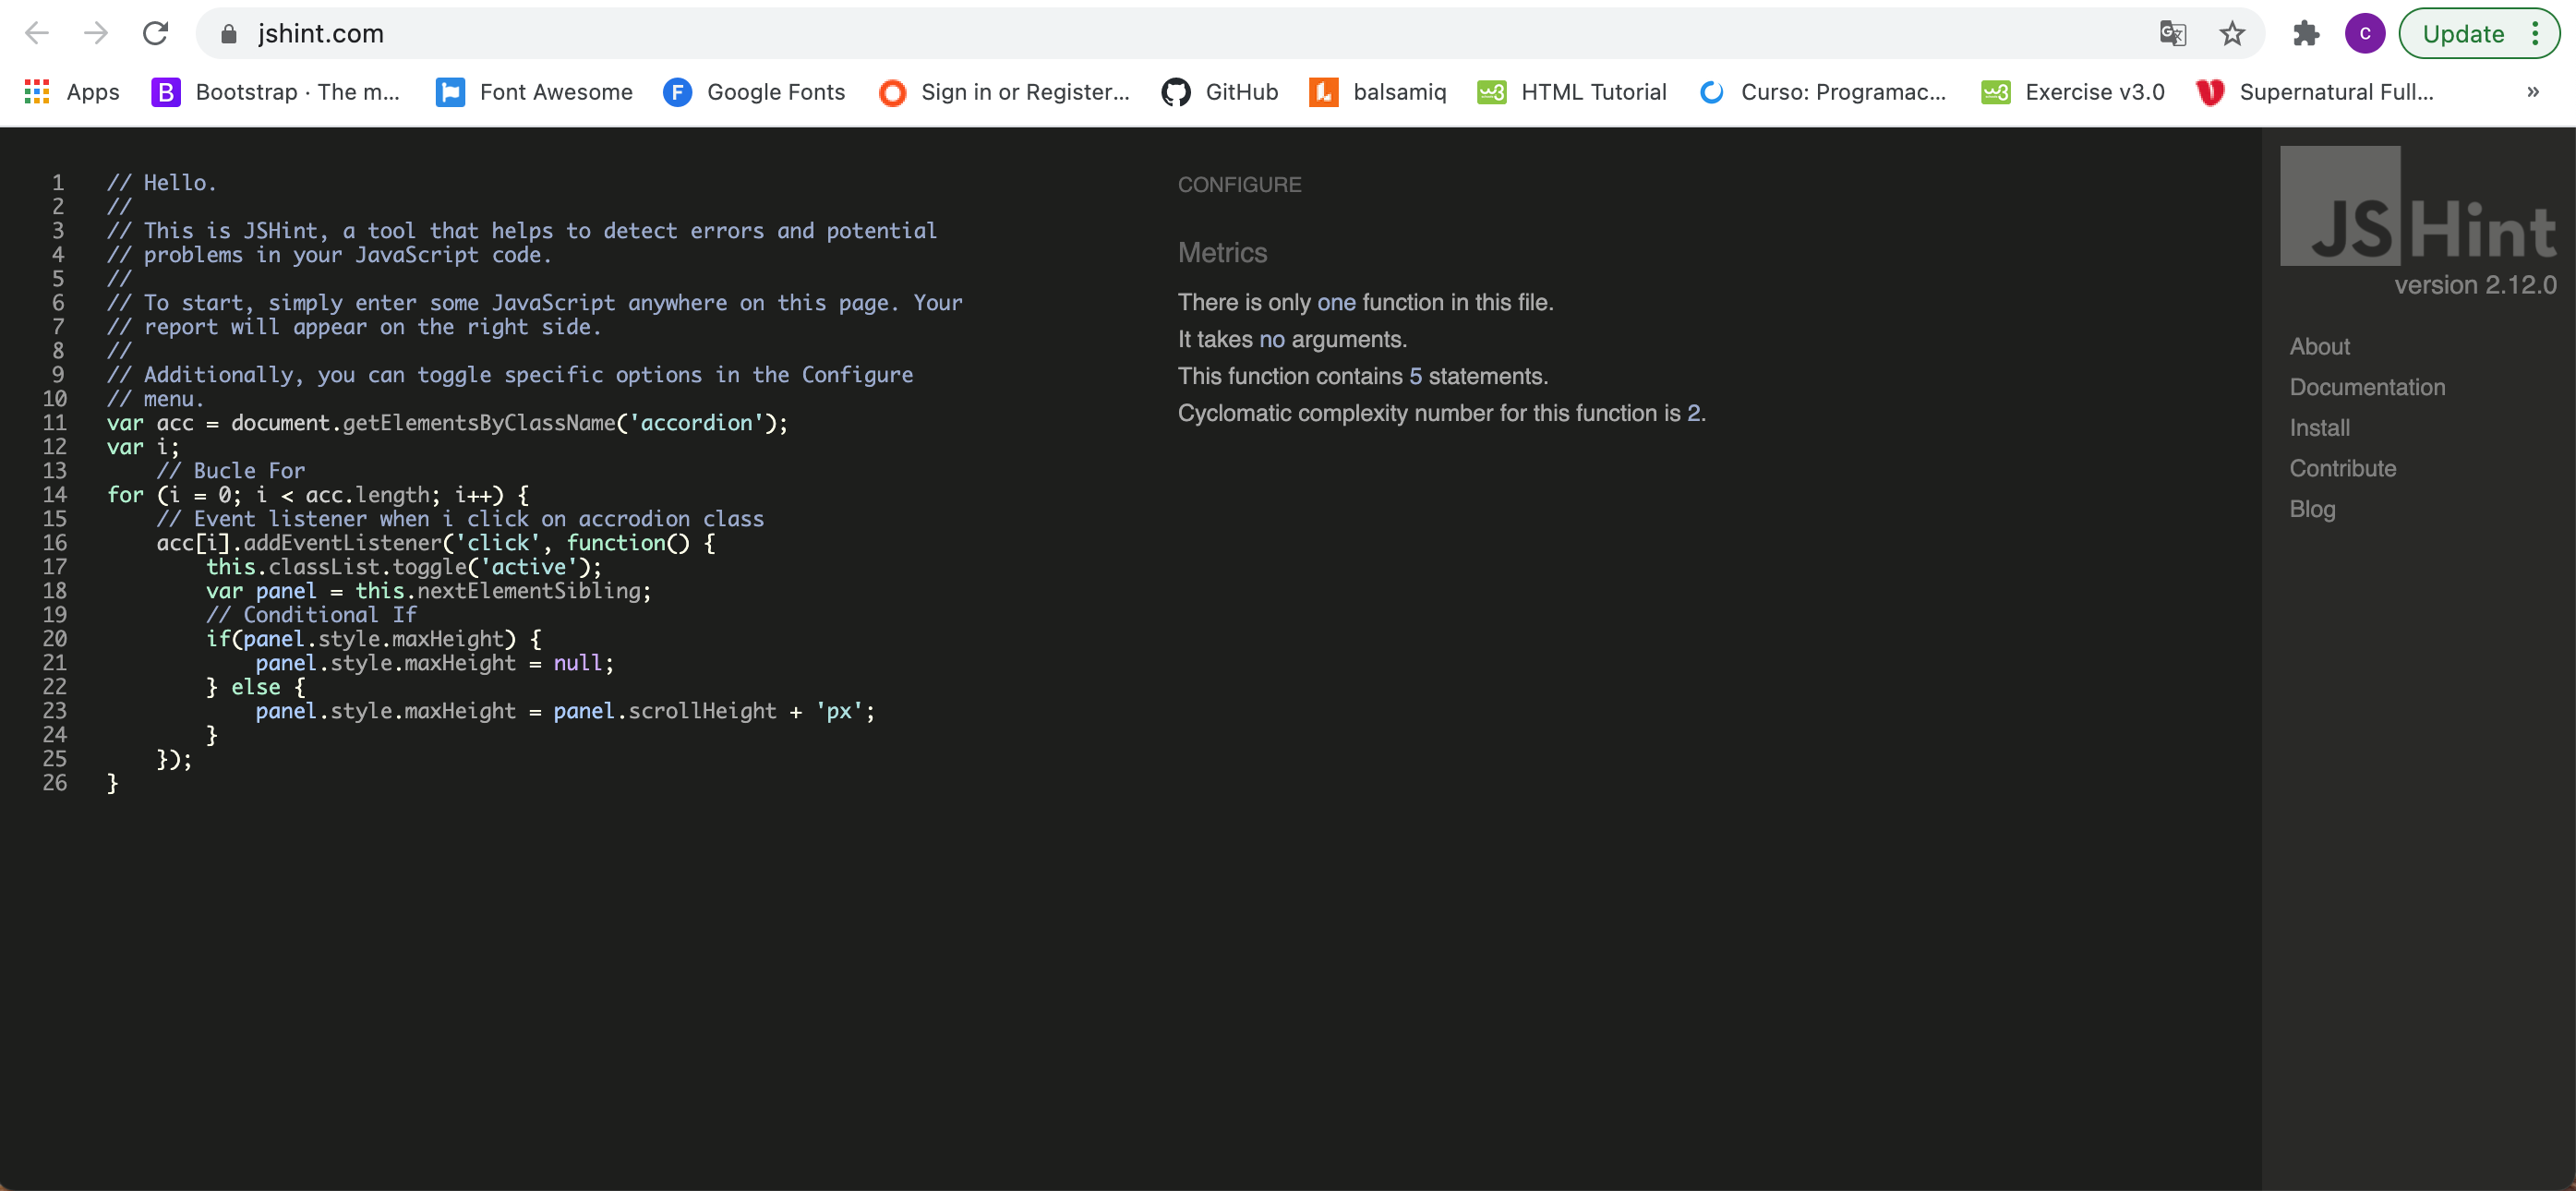 jshint.com
Update
Apps
Bootstrap · The m...
Font Awesome
Google Fonts
Sign in or Register...
GitHub
balsamiq
HTML Tutorial
Curso: Programac...
Exercise v3.0
Supernatural Full...
»
1 // Hello.
2 //
3 // This is JSHint, a tool that helps to detect errors and potential
4 // problems in your JavaScript code.
5 //
6 // To start, simply enter some JavaScript anywhere on this page. Your
7 // report will appear on the right side.
8 //
9 // Additionally, you can toggle specific options in the Configure
10 // menu.
11 var acc = document.getElementsByClassName('accordion');
12 var i;
13     // Bucle For
14 for (i = 0; i < acc.length; i++) {
15     // Event listener when i click on accrodion class
16     acc[i].addEventListener('click', function() {
17         this.classList.toggle('active');
18         var panel = this.nextElementSibling;
19         // Conditional If
20         if(panel.style.maxHeight) {
21             panel.style.maxHeight = null;
22         } else {
23             panel.style.maxHeight = panel.scrollHeight + 'px';
24         }
25     });
26 }
CONFIGURE
Metrics
There is only one function in this file.
It takes no arguments.
This function contains 5 statements.
Cyclomatic complexity number for this function is 2.
JSHint
version 2.12.0
About
Documentation
Install
Contribute
Blog